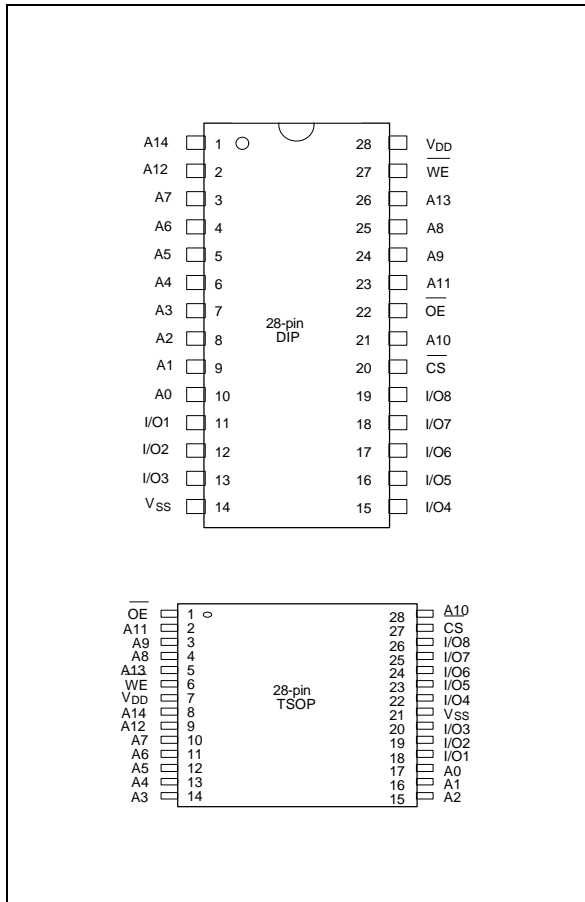 A14 1 28 VDD
A12 2 27 WE
A7 3 26 A13
A6 4 25 A8
A5 5 24 A9
A4 6 23 A11
A3 7 22 OE
28-pin
DIP
A2 8 21 A10
A1 9 20 CS
A0 10 19 I/O8
I/O1 11 18 I/O7
I/O2 12 17 I/O6
I/O3 13 16 I/O5
VSS 14 15 I/O4
OE 1 28 A10
A11 2 27 CS
A9 3 26 I/O8
A8 4 25 I/O7
A13 5 24 I/O6
WE 6 23 I/O5
28-pin
TSOP
VDD 7 22 I/O4
A14 8 21 VSS
A12 9 20 I/O3
A7 10 19 I/O2
A6 11 18 I/O1
A5 12 17 A0
A4 13 16 A1
A3 14 15 A2